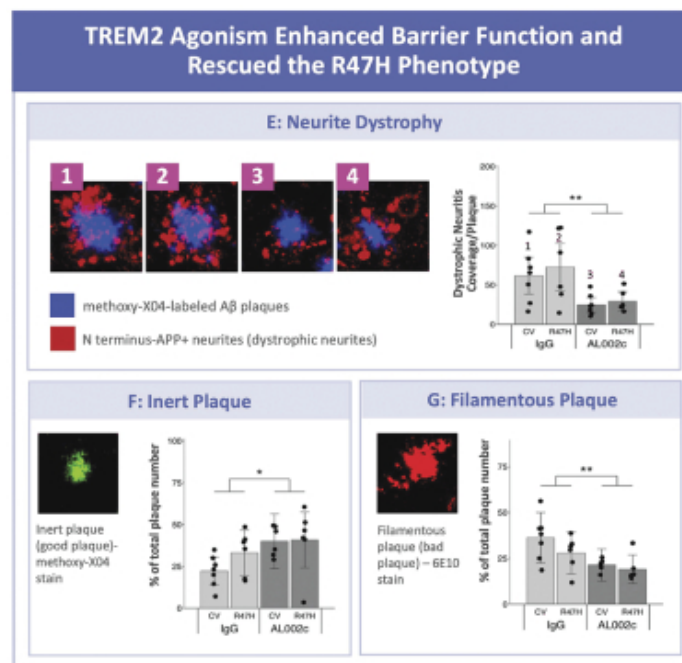 TREM2 Agonism Enhanced Barrier Function and
Rescued the R47H Phenotype
E: Neurite Dystrophy
1
2
3
4
methoxy-X04-labeled Aβ plaques
N terminus-APP+ neurites (dystrophic neurites)
Dystrophic Neuritis
Coverage/Plaque
200
150
100
50
0
**
1
2
3
4
CV R47H CV R47H
IgG AL002c
F: Inert Plaque
Inert plaque
(good plaque)-
methoxy-X04
stain
% of total plaque number
100
75
50
25
0
*
CV R47H CV R47H
IgG AL002c
G: Filamentous Plaque
Filamentous
plaque (bad
plaque) – 6E10
stain
% of total plaque number
75
50
25
0
**
CV R47H CV R47H
IgG AL002c